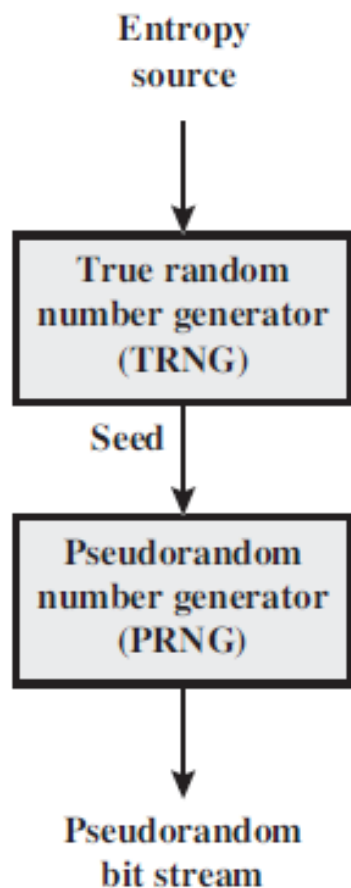 Entropy
source
True random
number generator
(TRNG)
Seed
Pseudorandom
number generator
(PRNG)
Pseudorandom
bit stream